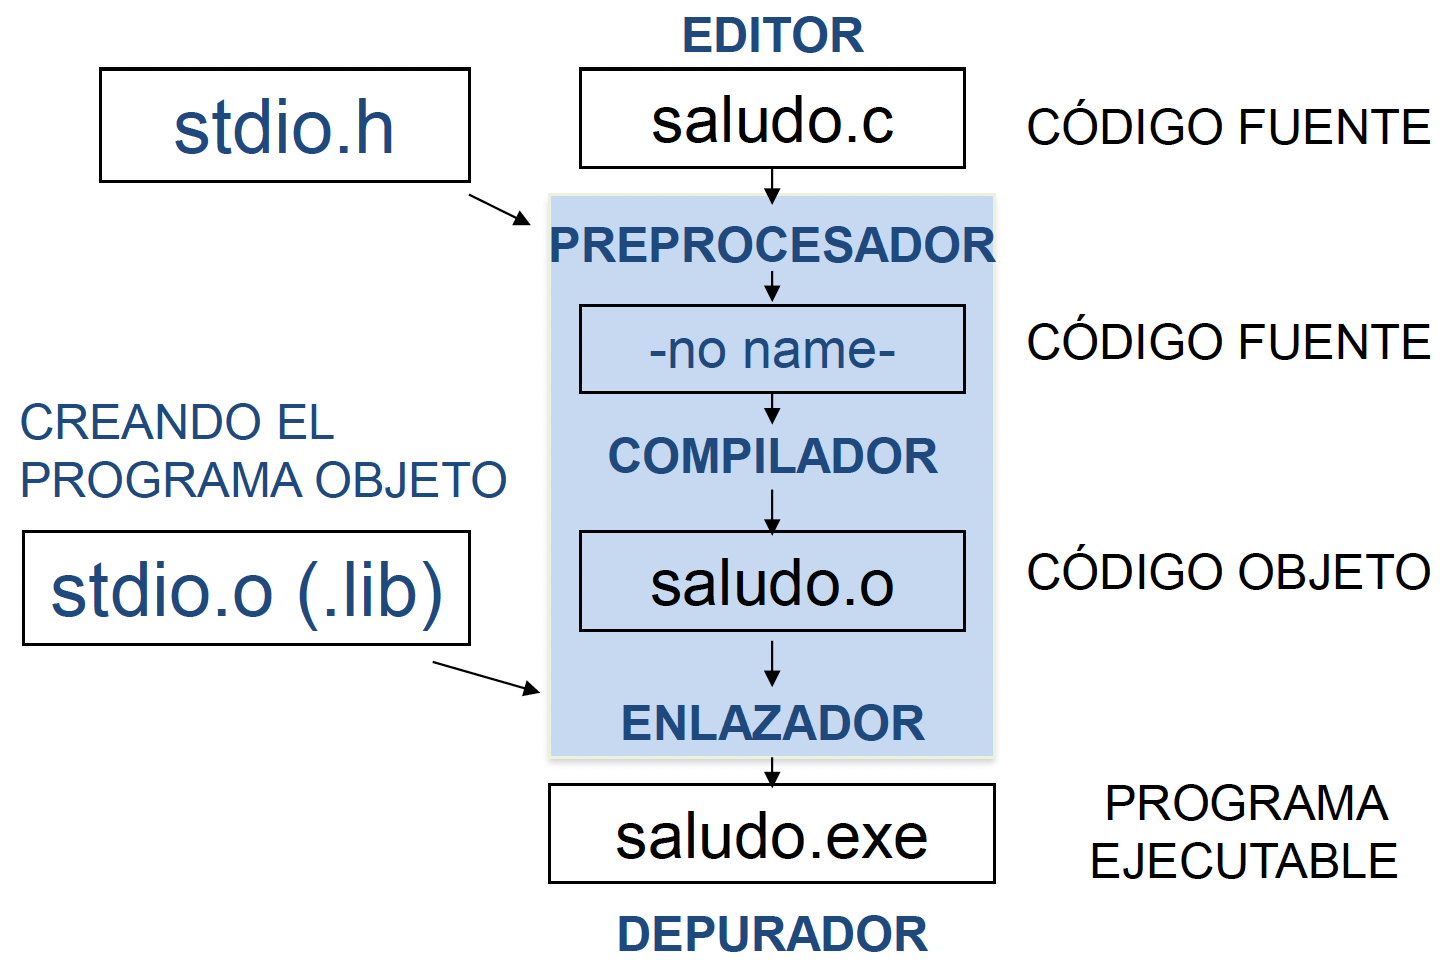 EDITOR
stdio.h
saludo.c
CÓDIGO FUENTE
PREPROCESADOR
-no name-
CÓDIGO FUENTE
CREANDO EL
PROGRAMA OBJETO
COMPILADOR
stdio.o (.lib)
saludo.o
CÓDIGO OBJETO
ENLAZADOR
saludo.exe
PROGRAMA
EJECUTABLE
DEPURADOR